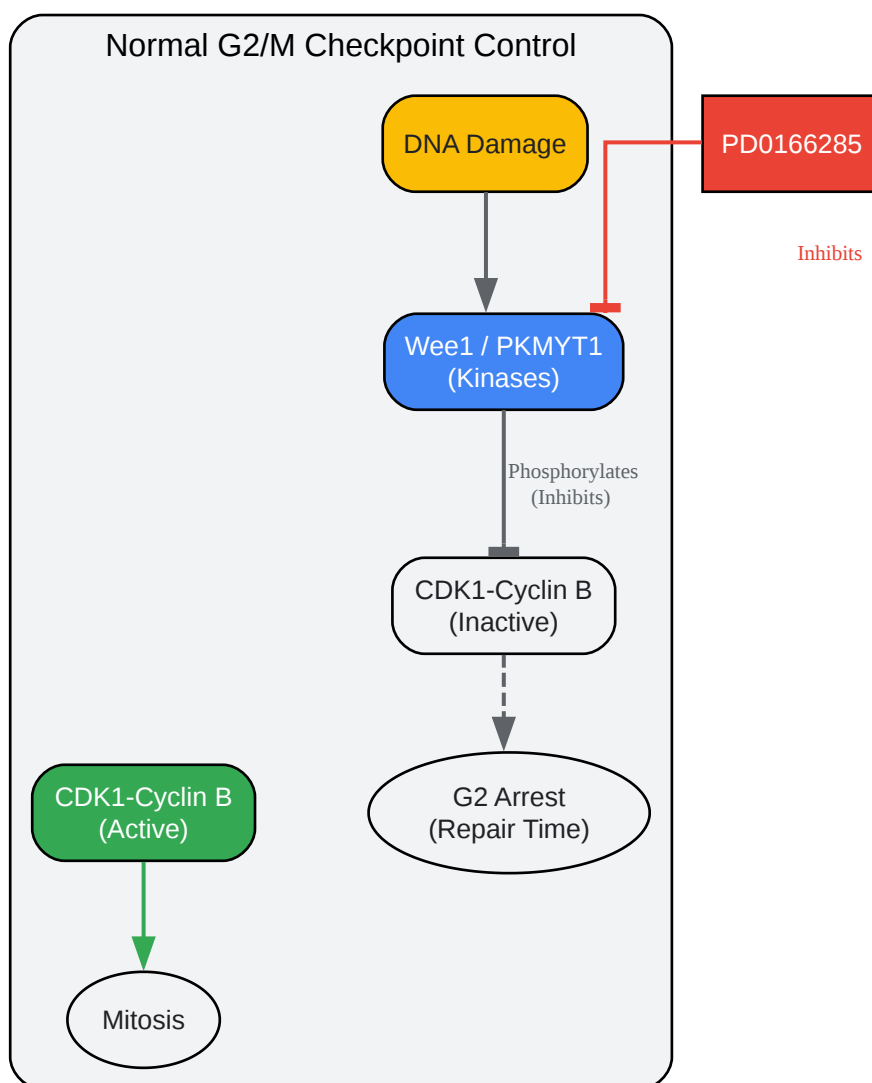 Normal G2/M Checkpoint Control
DNA Damage
PD0166285
Inhibits
Wee1 / PKMYT1
(Kinases)
Phosphorylates
(Inhibits)
CDK1-Cyclin B
(Inactive)
CDK1-Cyclin B
(Active)
G2 Arrest
(Repair Time)
Mitosis